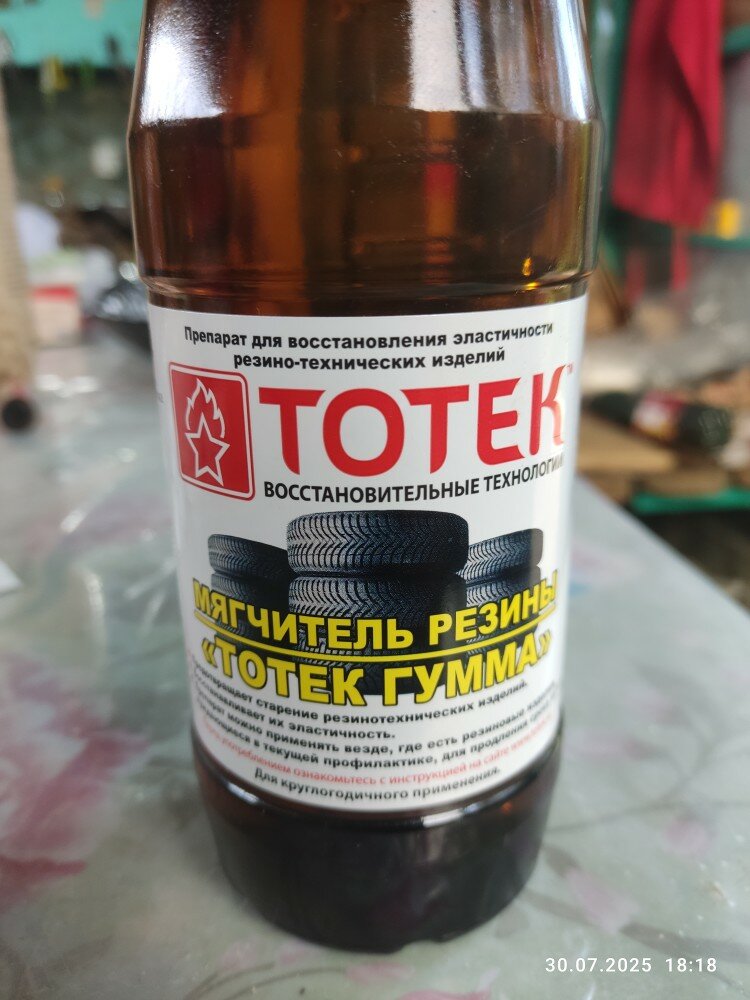 Препарат для восстановления эластичности
резино-технических изделий
ТОТЕК™
ВОССТАНОВИТЕЛЬНЫЕ ТЕХНОЛОГИИ
МЯГЧИТЕЛЬ РЕЗИНЫ
«ТОТЕК ГУММА»
старение резинотехнических изделий.
их эластичность.
можно применять везде, где есть резиновые
в текущей профилактике, для продления
ознакомьтесь с инструкцией на сайте
Для круглогодичного применения.
30.07.2025 18:18